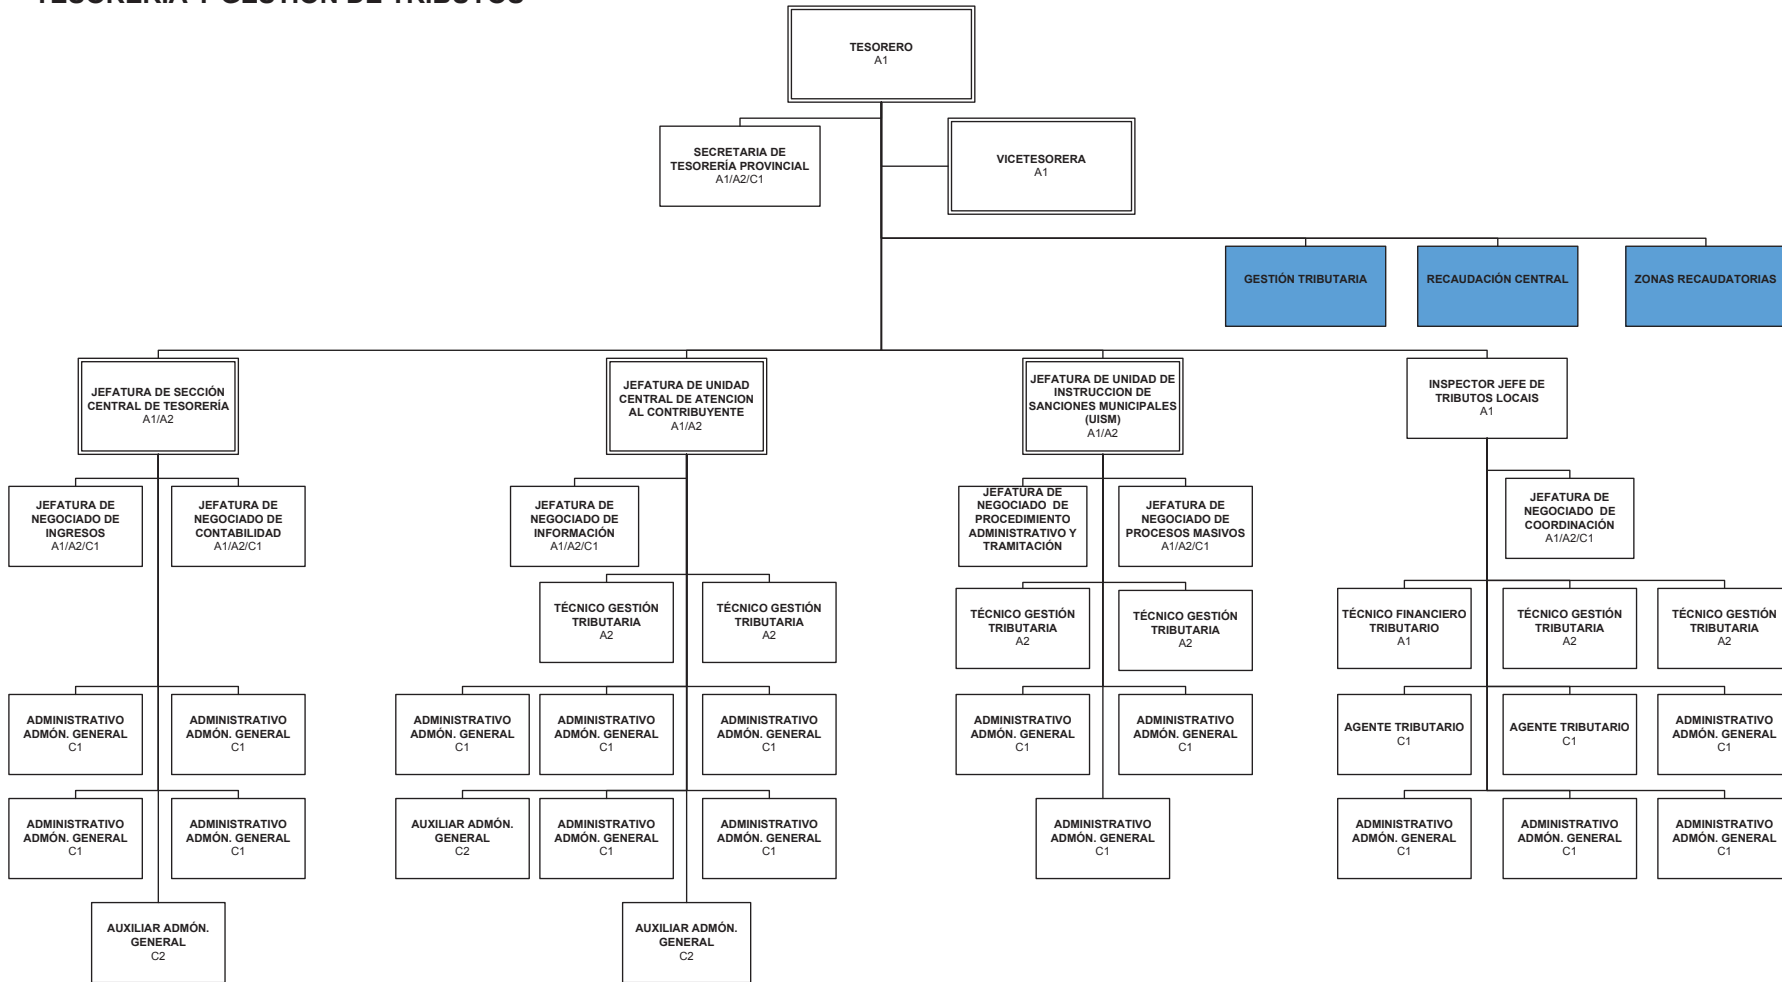 TESORERÍA Y GESTIÓN DE TRIBUTOS
TESORERO
A1
SECRETARIA DE
TESORERÍA PROVINCIAL
A1/A2/C1
VICETESORERA
A1
GESTIÓN TRIBUTARIA
RECAUDACIÓN CENTRAL
ZONAS RECAUDATORIAS
JEFATURA DE SECCIÓN
CENTRAL DE TESORERÍA
A1/A2
JEFATURA DE UNIDAD
CENTRAL DE ATENCION
AL CONTRIBUYENTE
A1/A2
JEFATURA DE UNIDAD DE
INSTRUCCION DE
SANCIONES MUNICIPALES
(UISM)
A1/A2
INSPECTOR JEFE DE
TRIBUTOS LOCAIS
A1
JEFATURA DE
NEGOCIADO DE
INGRESOS
A1/A2/C1
JEFATURA DE
NEGOCIADO DE
CONTABILIDAD
A1/A2/C1
JEFATURA DE
NEGOCIADO DE
INFORMACIÓN
A1/A2/C1
JEFATURA DE
NEGOCIADO DE
PROCEDIMIENTO
ADMINISTRATIVO Y
TRAMITACIÓN
JEFATURA DE
NEGOCIADO DE
PROCESOS MASIVOS
A1/A2/C1
JEFATURA DE
NEGOCIADO DE
COORDINACIÓN
A1/A2/C1
TÉCNICO GESTIÓN
TRIBUTARIA
A2
TÉCNICO GESTIÓN
TRIBUTARIA
A2
TÉCNICO GESTIÓN
TRIBUTARIA
A2
TÉCNICO GESTIÓN
TRIBUTARIA
A2
TÉCNICO FINANCIERO
TRIBUTARIO
A1
TÉCNICO GESTIÓN
TRIBUTARIA
A2
TÉCNICO GESTIÓN
TRIBUTARIA
A2
ADMINISTRATIVO
ADMÓN. GENERAL
C1
ADMINISTRATIVO
ADMÓN. GENERAL
C1
ADMINISTRATIVO
ADMÓN. GENERAL
C1
ADMINISTRATIVO
ADMÓN. GENERAL
C1
ADMINISTRATIVO
ADMÓN. GENERAL
C1
ADMINISTRATIVO
ADMÓN. GENERAL
C1
ADMINISTRATIVO
ADMÓN. GENERAL
C1
AGENTE TRIBUTARIO
C1
AGENTE TRIBUTARIO
C1
ADMINISTRATIVO
ADMÓN. GENERAL
C1
ADMINISTRATIVO
ADMÓN. GENERAL
C1
ADMINISTRATIVO
ADMÓN. GENERAL
C1
AUXILIAR ADMÓN.
GENERAL
C2
ADMINISTRATIVO
ADMÓN. GENERAL
C1
ADMINISTRATIVO
ADMÓN. GENERAL
C1
ADMINISTRATIVO
ADMÓN. GENERAL
C1
ADMINISTRATIVO
ADMÓN. GENERAL
C1
ADMINISTRATIVO
ADMÓN. GENERAL
C1
ADMINISTRATIVO
ADMÓN. GENERAL
C1
AUXILIAR ADMÓN.
GENERAL
C2
AUXILIAR ADMÓN.
GENERAL
C2